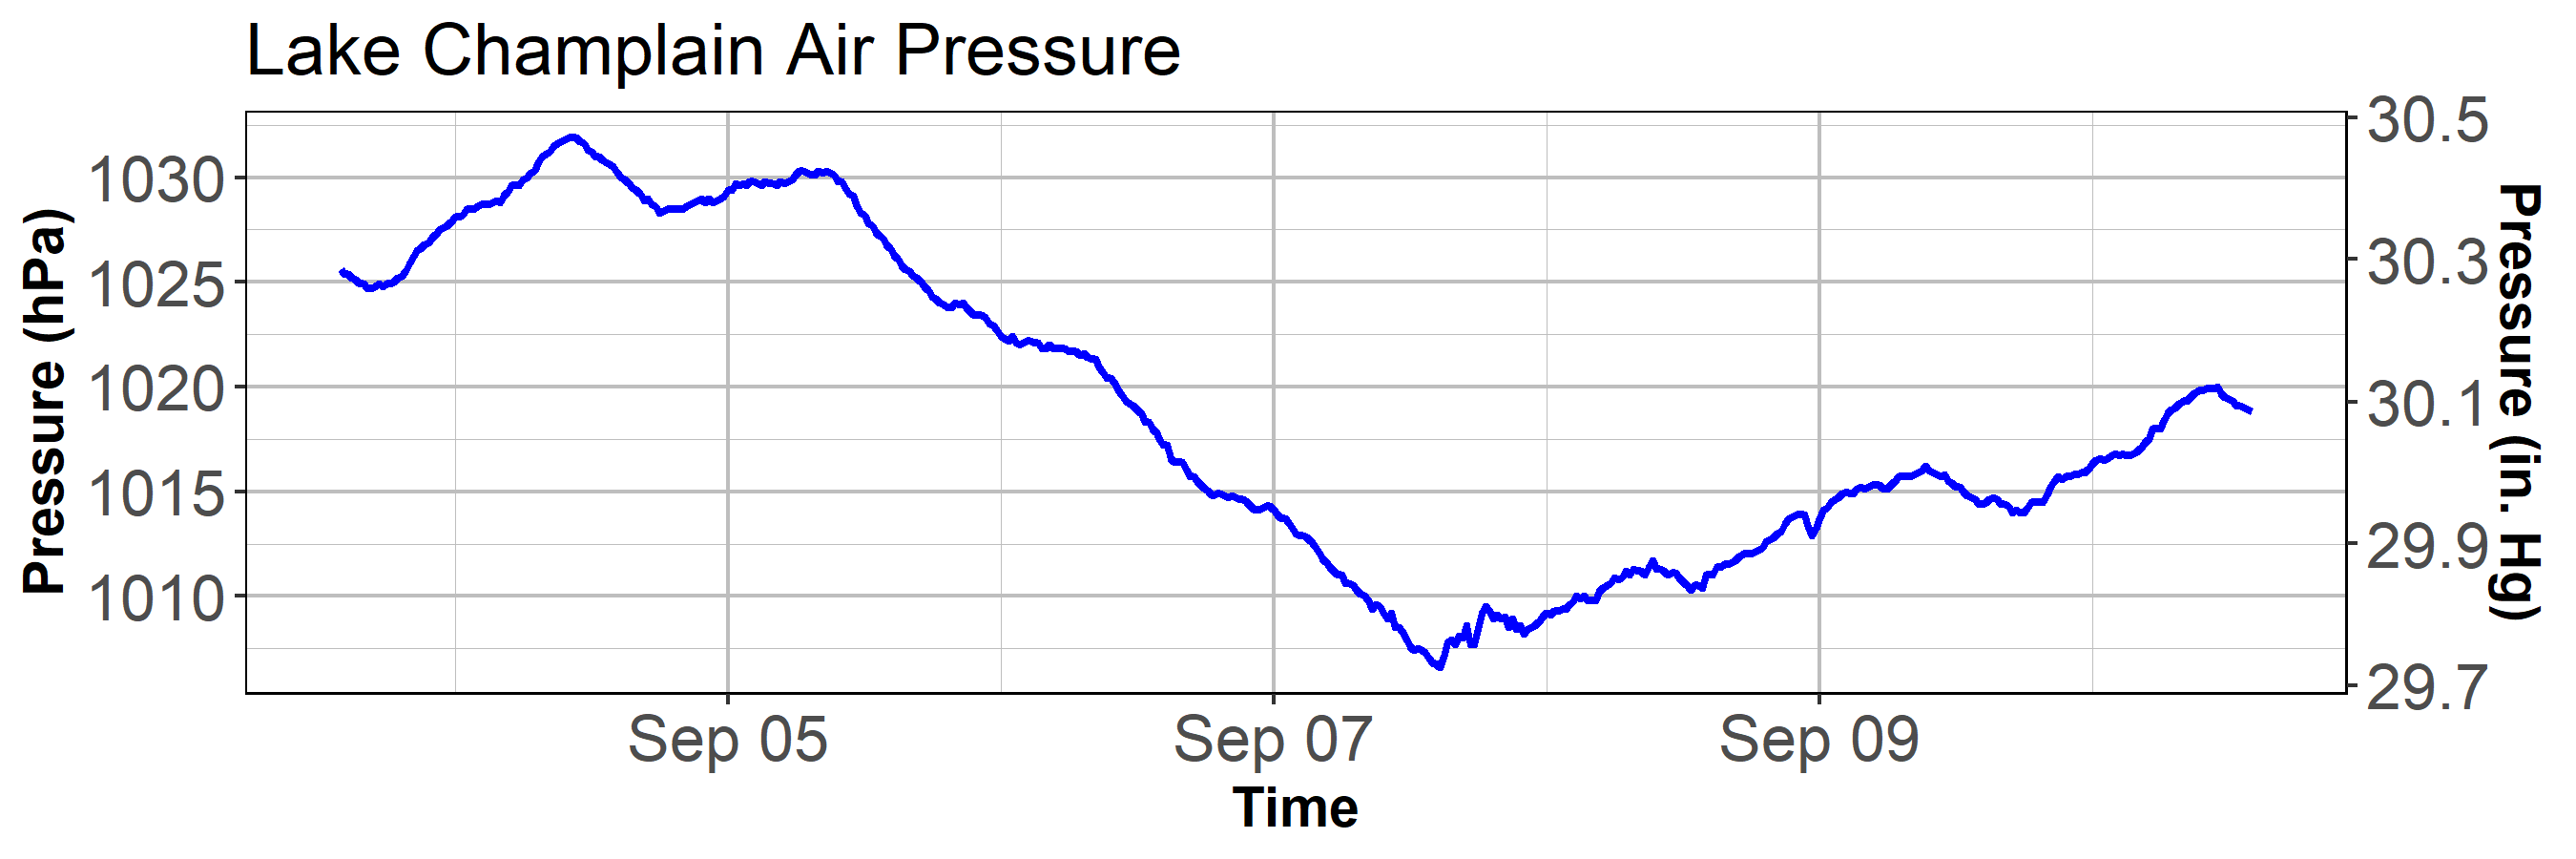 Lake Champlain Air Pressure
Pressure (hPa)
1030
1025
1020
1015
1010
30.5
30.3
30.1
29.9
29.7
Pressure (in. Hg)
Sep 05
Sep 07
Sep 09
Time